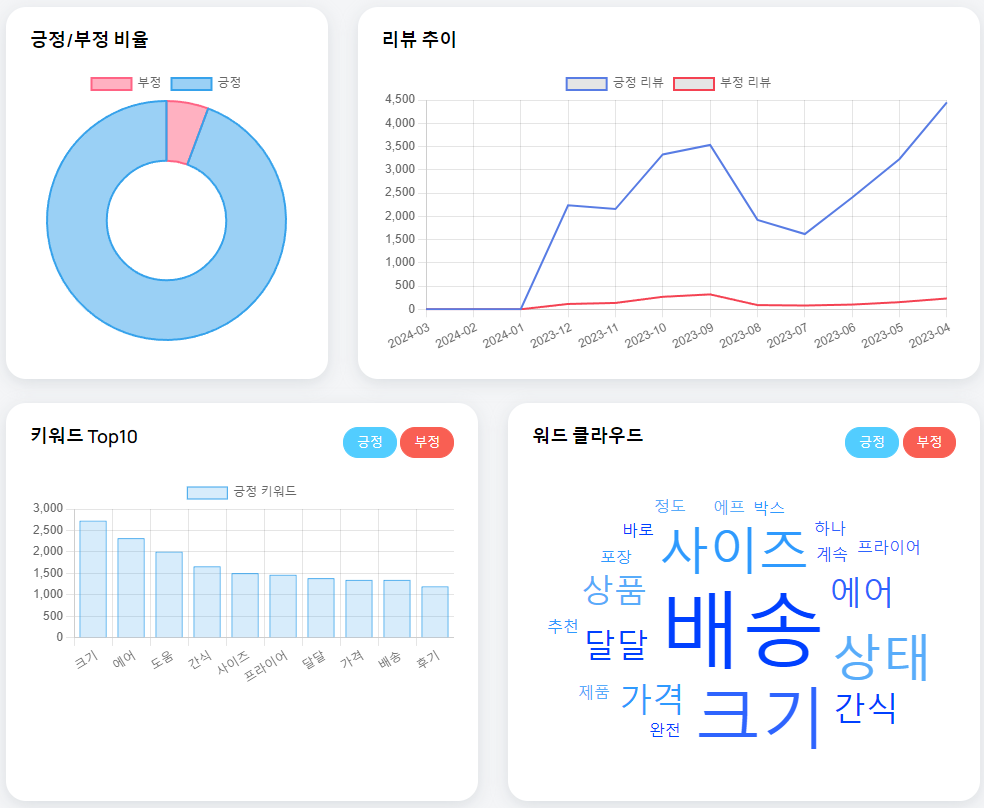 긍정/부정 비율
부정 긍정
리뷰 추이
긍정 리뷰 부정 리뷰
4,500
4,000
3,500
3,000
2,500
2,000
1,500
1,000
500
0
2024-03 2024-02 2024-01 2023-12 2023-11 2023-10 2023-09 2023-08 2023-07 2023-06 2023-05 2023-04
키워드 Top10
긍정 부정
긍정 키워드
3,000
2,500
2,000
1,500
1,000
500
0
크기 에어 도움 간식 사이즈 프라이어 달달 가격 배송 후기
워드 클라우드
긍정 부정
정도 에프 박스
바로 사이즈 하나
포장 계속 프라이어
상품 에어
추천 달달 배송 상태
제품 가격 크기 간식
완전